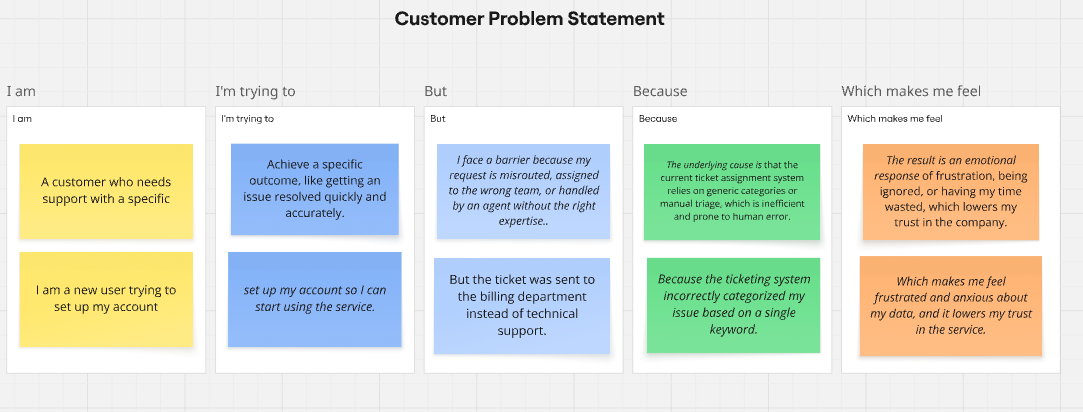 Customer Problem Statement
I am
I'm trying to
But
Because
Which makes me feel
I am
I'm trying to
But
Because
Which makes me feel
A customer who needs
support with a specific
Achieve a specific
outcome, like getting an
issue resolved quickly and
accurately.
I face a barrier because my
request is misrouted, assigned
to the wrong team, or handled
by an agent without the right
expertise..
The underlying cause is that the
current ticket assignment system
relies on generic categories or
manual triage, which is inefficient
and prone to human error.
The result is an emotional
response of frustration, being
ignored, or having my time
wasted, which lowers my
trust in the company.
I am a new user trying to
set up my account
set up my account so I can
start using the service.
But the ticket was sent to
the billing department
instead of technical
support.
Because the ticketing system
incorrectly categorized my
issue based on a single
keyword.
Which makes me feel
frustrated and anxious about
my data, and it lowers my trust
in the service.